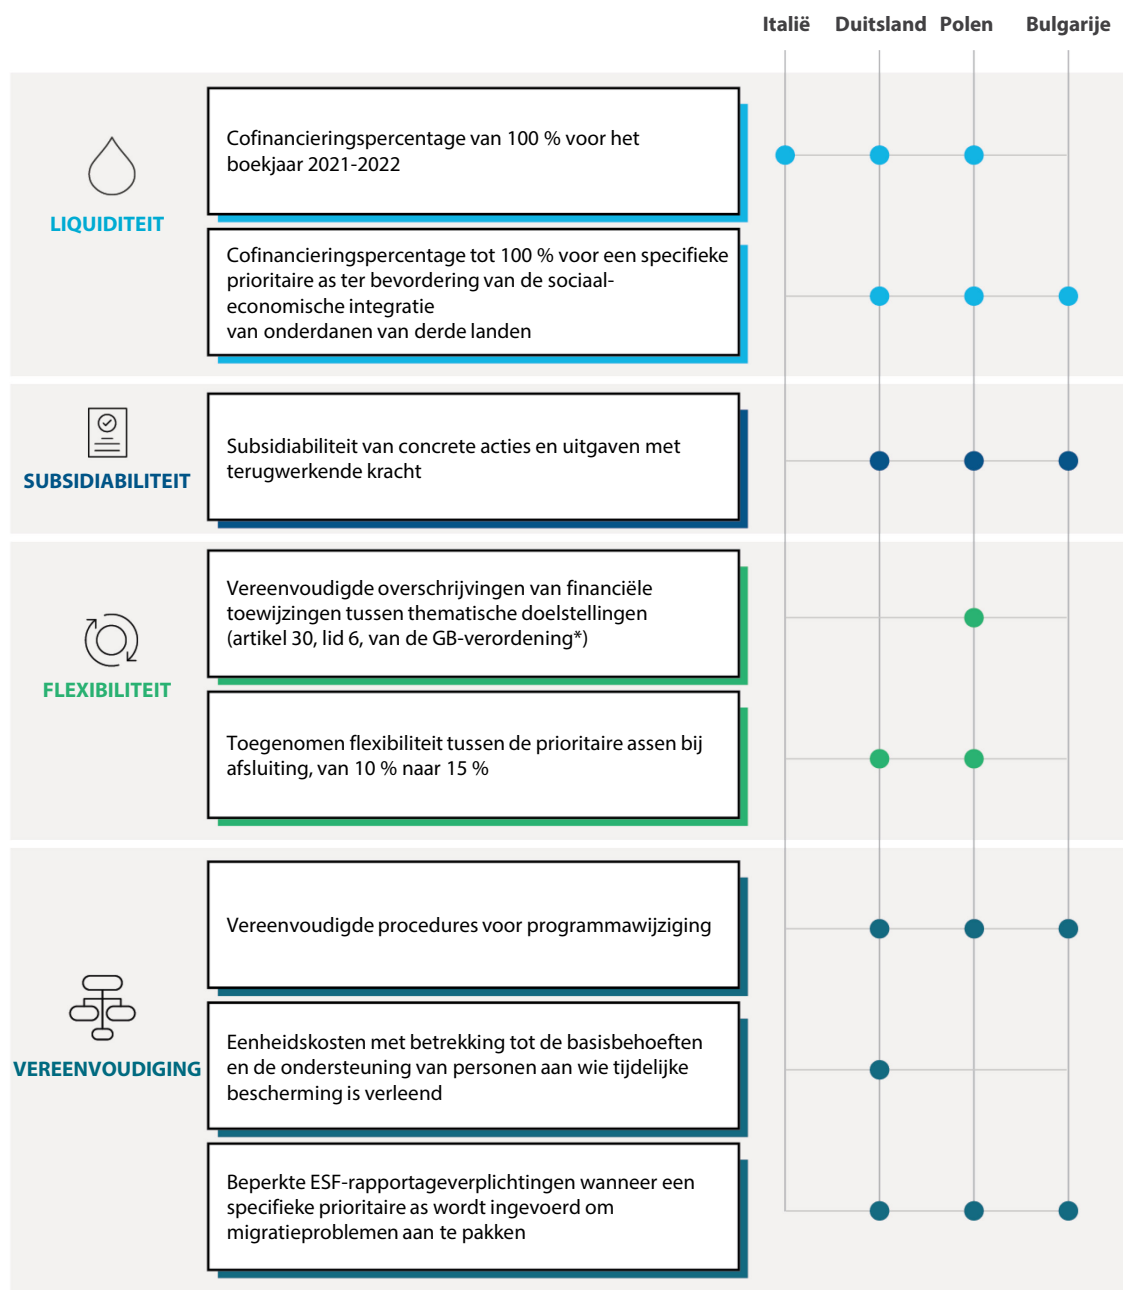 Italië Duitsland Polen Bulgarije
LIQUIDITEIT
Cofinancieringspercentage van 100 % voor het
boekjaar 2021-2022
Cofinancieringspercentage tot 100 % voor een specifieke
prioritaire as ter bevordering van de sociaal-
economische integratie
van onderdanen van derde landen
SUBSIDIABILITEIT
Subsidiabiliteit van concrete acties en uitgaven met
terugwerkende kracht
FLEXIBILITEIT
Vereenvoudigde overschrijvingen van financiële
toewijzingen tussen thematische doelstellingen
(artikel 30, lid 6, van de GB-verordening*)
Toegenomen flexibiliteit tussen de prioritaire assen bij
afsluiting, van 10 % naar 15 %
VEREENVOUDIGING
Vereenvoudigde procedures voor programmawijziging
Eenheidskosten met betrekking tot de basisbehoeften
en de ondersteuning van personen aan wie tijdelijke
bescherming is verleend
Beperkte ESF-rapportageverplichtingen wanneer een
specifieke prioritaire as wordt ingevoerd om
migratieproblemen aan te pakken